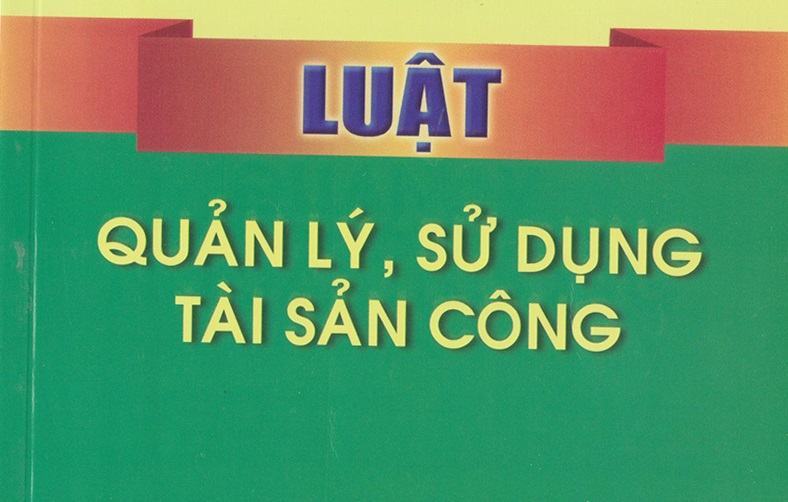 LUẬT
QUẢN LÝ, SỬ DỤNG
TÀI SẢN CÔNG